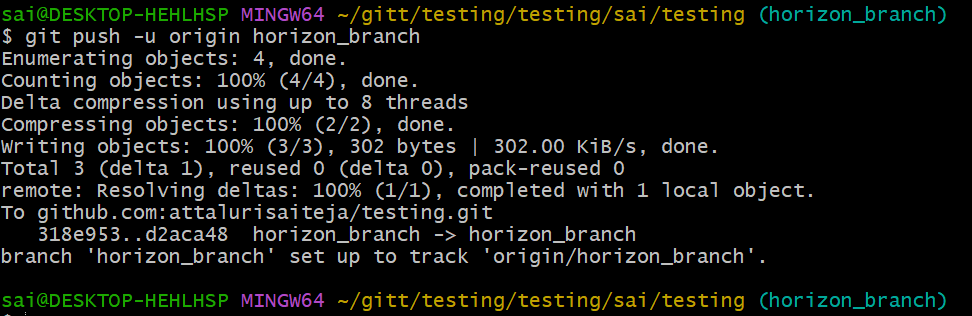 sai@DESKTOP-HEHLHSP MINGW64 ~/gitt/testing/testing/sai/testing (horizon_branch)
$ git push -u origin horizon_branch
Enumerating objects: 4, done.
Counting objects: 100% (4/4), done.
Delta compression using up to 8 threads
Compressing objects: 100% (2/2), done.
Writing objects: 100% (3/3), 302 bytes | 302.00 KiB/s, done.
Total 3 (delta 1), reused 0 (delta 0), pack-reused 0
remote: Resolving deltas: 100% (1/1), completed with 1 local object.
To github.com:attalurisaiteja/testing.git
   318e953..d2aca48  horizon_branch -> horizon_branch
branch 'horizon_branch' set up to track 'origin/horizon_branch'.
sai@DESKTOP-HEHLHSP MINGW64 ~/gitt/testing/testing/sai/testing (horizon_branch)
$